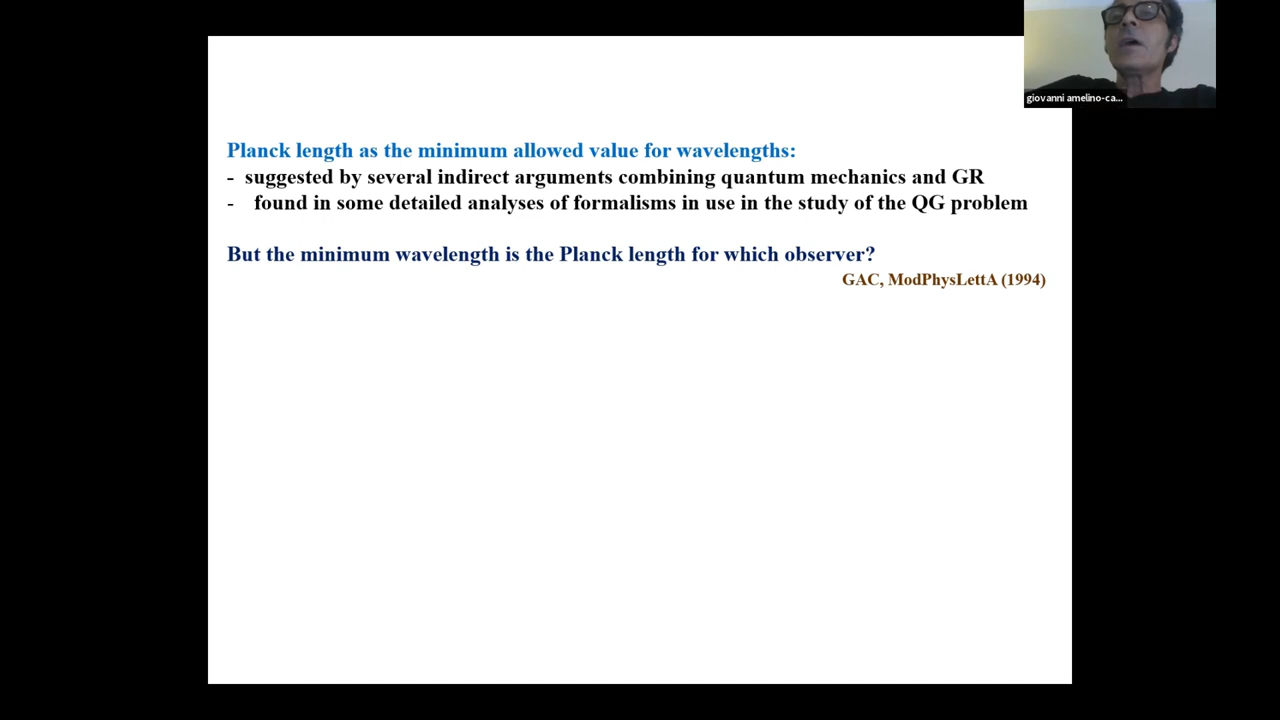 giovanni amelino-ca...
Planck length as the minimum allowed value for wavelengths:
- suggested by several indirect arguments combining quantum mechanics and GR
- found in some detailed analyses of formalisms in use in the study of the QG problem
But the minimum wavelength is the Planck length for which observer?
GAC, ModPhysLettA (1994)